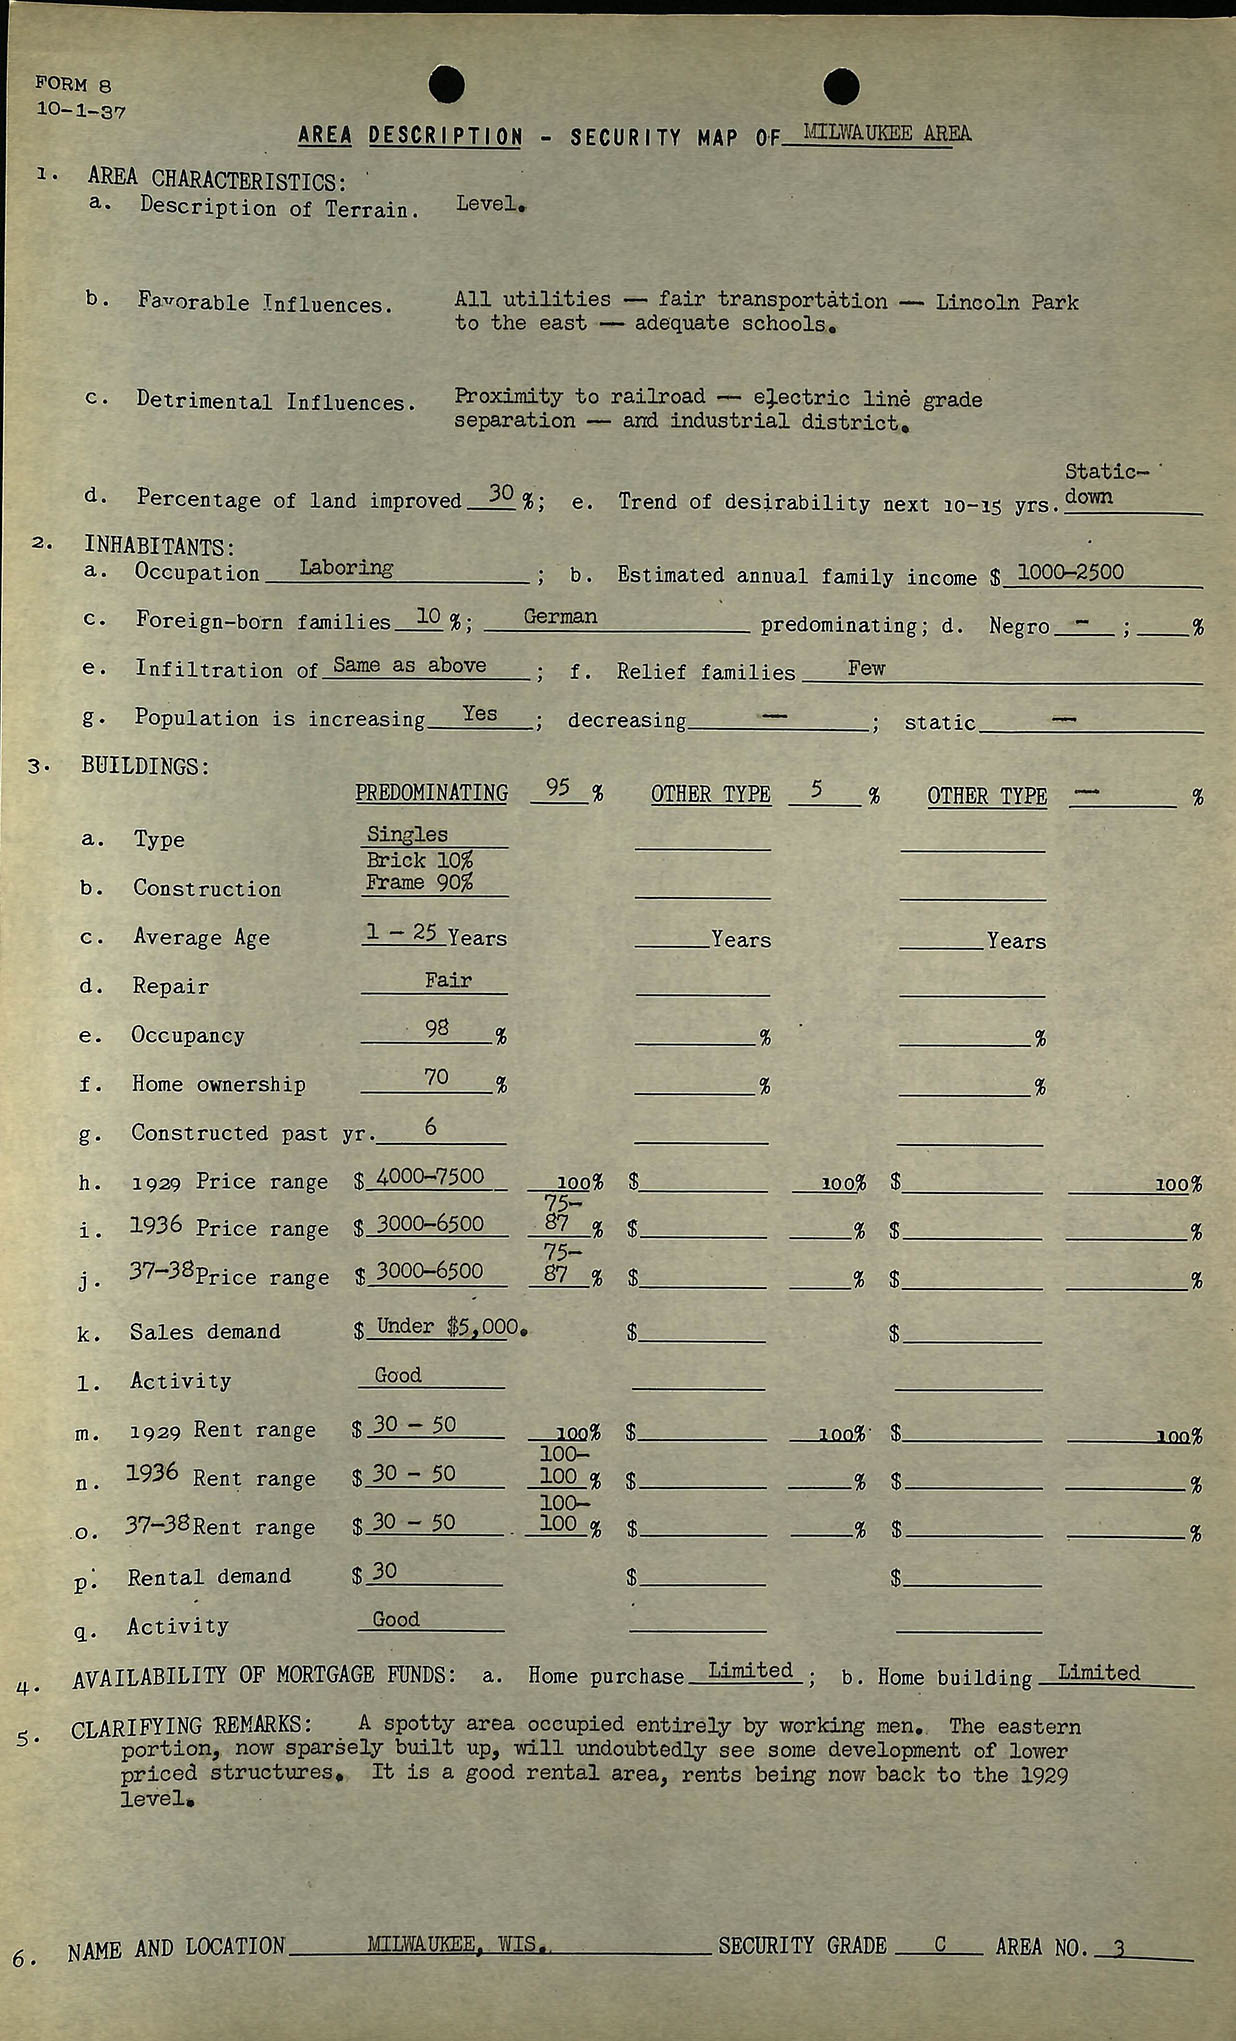 FORM 8
10-1-37
AREA DESCRIPTION - SECURITY MAP OF MILWAUKEE AREA
1. AREA CHARACTERISTICS:
a. Description of Terrain. Level.
b. Favorable Influences. All utilities — fair transportation — Lincoln Park
to the east — adequate schools.
c. Detrimental Influences. Proximity to railroad — electric line grade
separation — and industrial district.
Static-
d. Percentage of land improved 30 %; e. Trend of desirability next 10-15 yrs. down
2. INHABITANTS:
a. Occupation Laboring ; b. Estimated annual family income $ 1000-2500
c. Foreign-born families 10 %; German predominating; d. Negro - ; %
e. Infiltration of Same as above ; f. Relief families Few
g. Population is increasing Yes ; decreasing — ; static —
3. BUILDINGS:
PREDOMINATING 95 % OTHER TYPE 5 % OTHER TYPE — %
a. Type Singles
Brick 10%
b. Construction Frame 90%
c. Average Age 1 - 25 Years Years Years
d. Repair Fair
e. Occupancy 98 % % %
f. Home ownership 70 % % %
g. Constructed past yr. 6
h. 1929 Price range $ 4000-7500 100% $ 100% $ 100%
75-
i. 1936 Price range $ 3000-6500 87 % $ % $ %
75-
j. 37-38 Price range $ 3000-6500 87 % $ % $ %
k. Sales demand $ Under $5,000. $ $
l. Activity Good
m. 1929 Rent range $ 30 - 50 100% $ 100% $ 100%
100-
n. 1936 Rent range $ 30 - 50 100 % $ % $ %
100-
o. 37-38 Rent range $ 30 - 50 100 % $ % $ %
p. Rental demand $ 30 $ $
q. Activity Good
4. AVAILABILITY OF MORTGAGE FUNDS: a. Home purchase Limited ; b. Home building Limited
5. CLARIFYING REMARKS: A spotty area occupied entirely by working men. The eastern
portion, now sparsely built up, will undoubtedly see some development of lower
priced structures. It is a good rental area, rents being now back to the 1929
level.
6. NAME AND LOCATION MILWAUKEE, WIS. SECURITY GRADE C AREA NO. 3